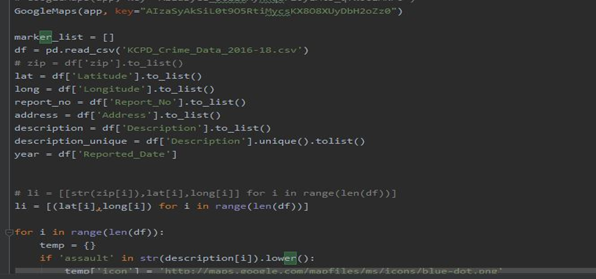 GoogleMaps(app, key="AIzaSyAkSiL0t9O5RtiMycsKX8O8XUyDbH2oZz0")
marker_list = []
df = pd.read_csv('KCPD_Crime_Data_2016-18.csv')
# zip = df['zip'].to_list()
lat = df['Latitude'].to_list()
long = df['Longitude'].to_list()
report_no = df['Report_No'].to_list()
address = df['Address'].to_list()
description = df['Description'].to_list()
description_unique = df['Description'].unique().tolist()
year = df['Reported_Date']
# li = [[str(zip[i]),lat[i],long[i]] for i in range(len(df))]
li = [(lat[i],long[i]) for i in range(len(df))]
for i in range(len(df)):
temp = {}
if 'assault' in str(description[i]).lower():
temp['icon'] = 'http://maps.google.com/mapfiles/ms/icons/blue-dot.png'